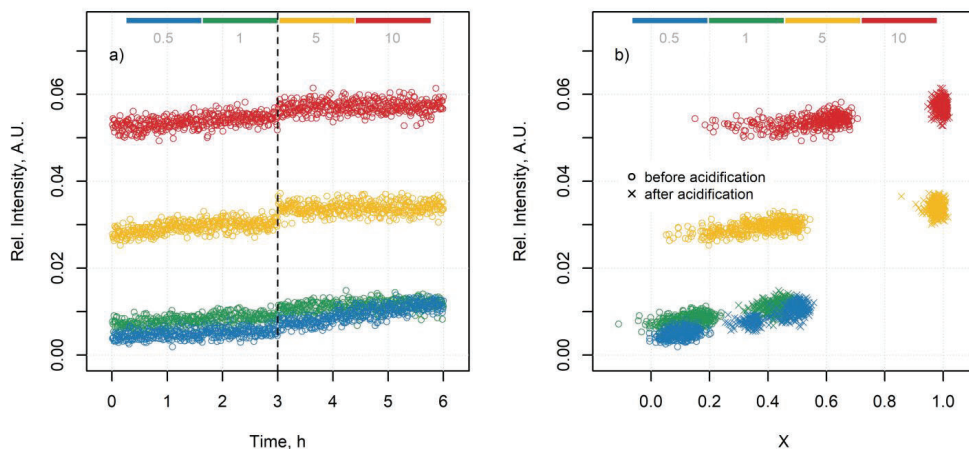 0.5 1 5 10
a)
Rel. Intensity, A.U.
0.06
0.04
0.02
0.00
0 1 2 3 4 5 6
Time, h
0.5 1 5 10
b)
Rel. Intensity, A.U.
0.06
0.04
0.02
0.00
before acidification
after acidification
0.0 0.2 0.4 0.6 0.8 1.0
X